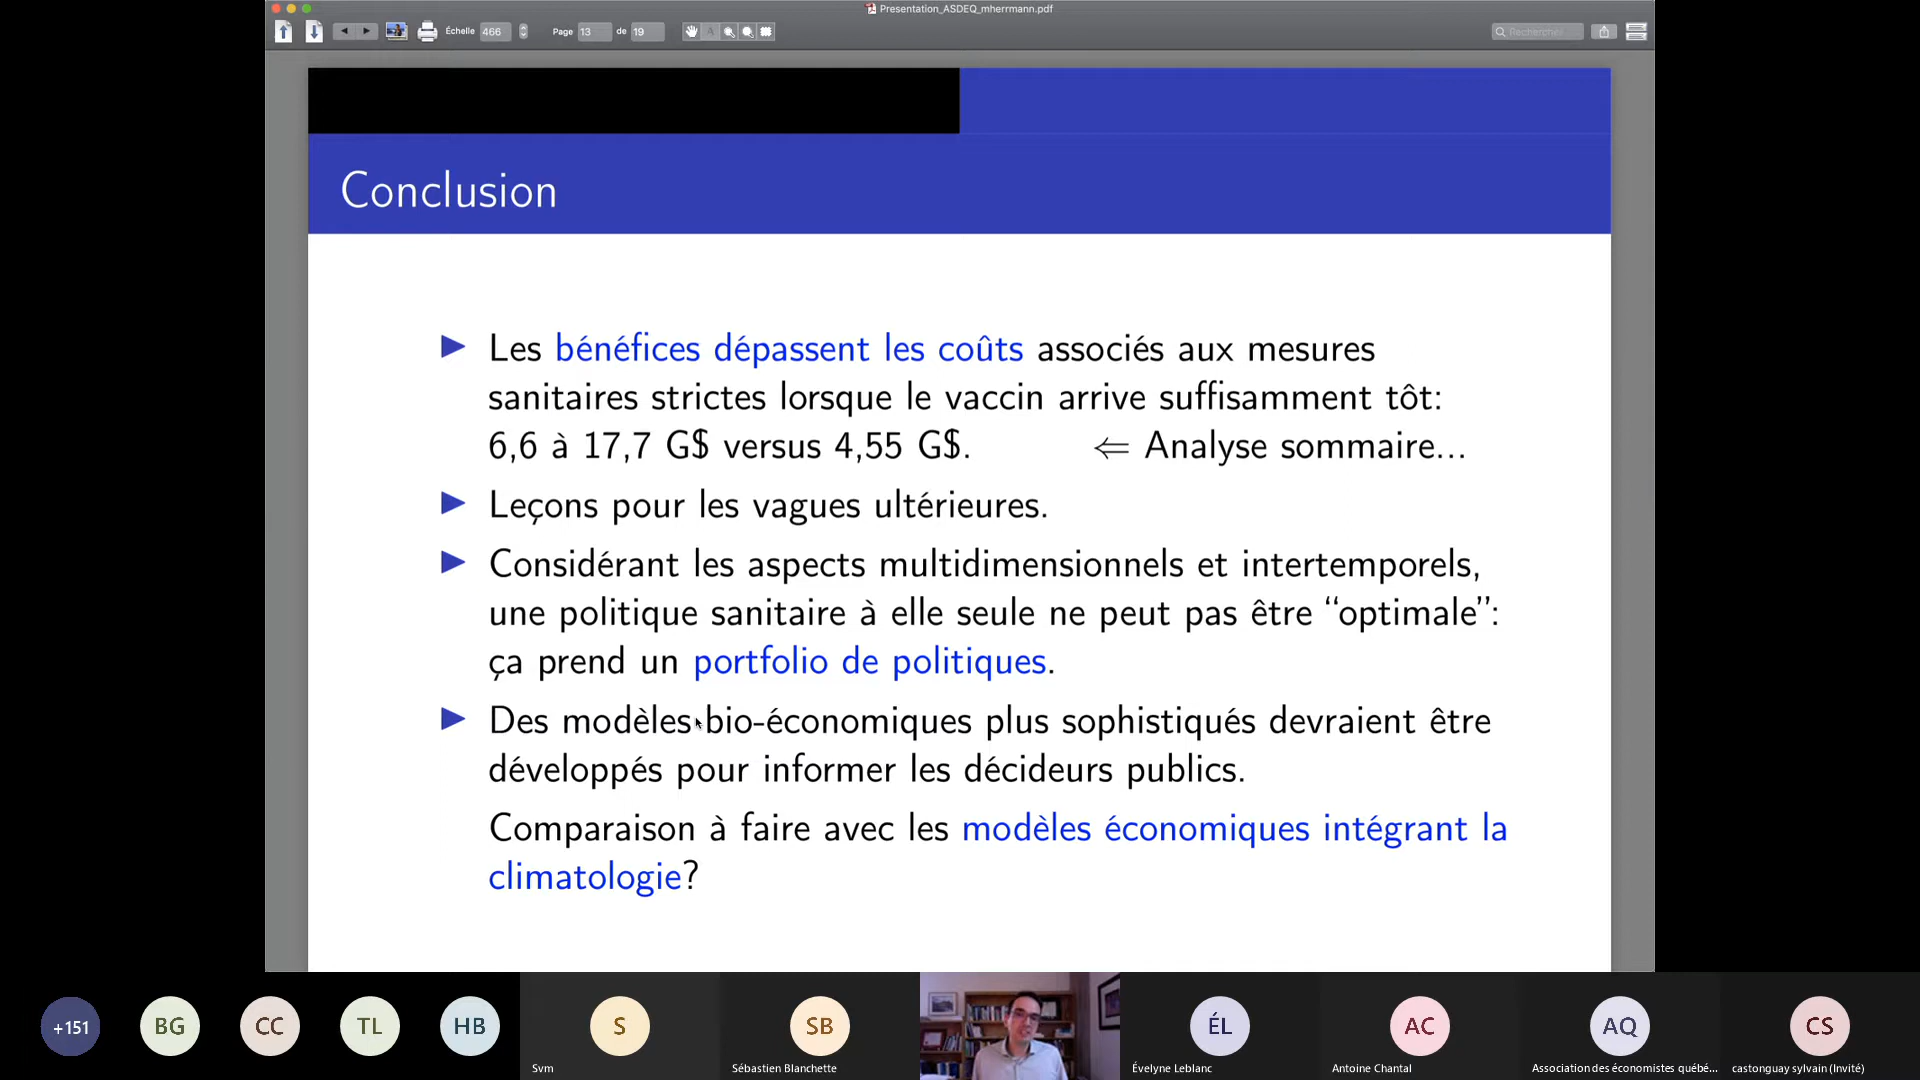 Presentation_ASDEQ_mherrmann.pdf
Échelle 466 Page 13 de 19 Rechercher
Conclusion
Les bénéfices dépassent les coûts associés aux mesures
sanitaires strictes lorsque le vaccin arrive suffisamment tôt:
6,6 à 17,7 G$ versus 4,55 G$. ⇐ Analyse sommaire...
Leçons pour les vagues ultérieures.
Considérant les aspects multidimensionnels et intertemporels,
une politique sanitaire à elle seule ne peut pas être “optimale”:
ça prend un portfolio de politiques.
Des modèles bio-économiques plus sophistiqués devraient être
développés pour informer les décideurs publics.
Comparaison à faire avec les modèles économiques intégrant la
climatologie?
+151 BG CC TL HB S SB ÉL AC AQ CS
Svm Sébastien Blanchette Évelyne Leblanc Antoine Chantal Association des économistes québé... castonguay sylvain (Invité)